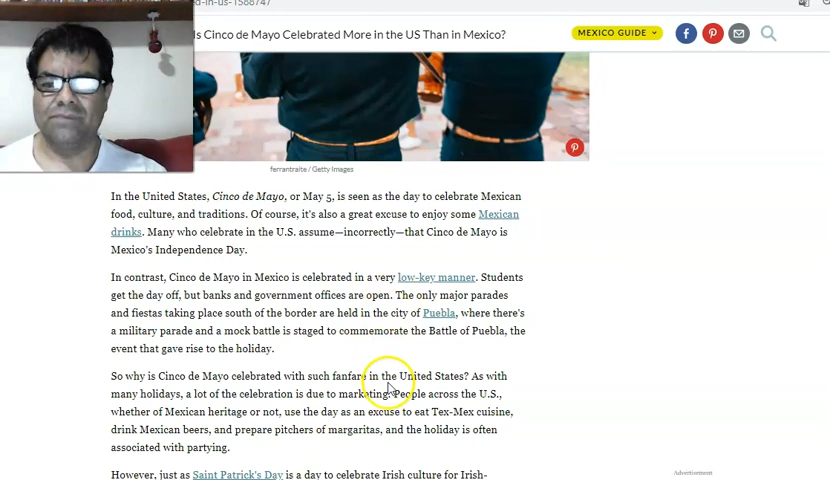 ed-in-us-1588747
Is Cinco de Mayo Celebrated More in the US Than in Mexico?
MEXICO GUIDE
ferrantraite / Getty Images
In the United States, Cinco de Mayo, or May 5, is seen as the day to celebrate Mexican
food, culture, and traditions. Of course, it's also a great excuse to enjoy some Mexican
drinks. Many who celebrate in the U.S. assume—incorrectly—that Cinco de Mayo is
Mexico's Independence Day.
In contrast, Cinco de Mayo in Mexico is celebrated in a very low-key manner. Students
get the day off, but banks and government offices are open. The only major parades
and fiestas taking place south of the border are held in the city of Puebla, where there's
a military parade and a mock battle is staged to commemorate the Battle of Puebla, the
event that gave rise to the holiday.
So why is Cinco de Mayo celebrated with such fanfare in the United States? As with
many holidays, a lot of the celebration is due to marketing. People across the U.S.,
whether of Mexican heritage or not, use the day as an excuse to eat Tex-Mex cuisine,
drink Mexican beers, and prepare pitchers of margaritas, and the holiday is often
associated with partying.
However, just as Saint Patrick's Day is a day to celebrate Irish culture for Irish-
Advertisement